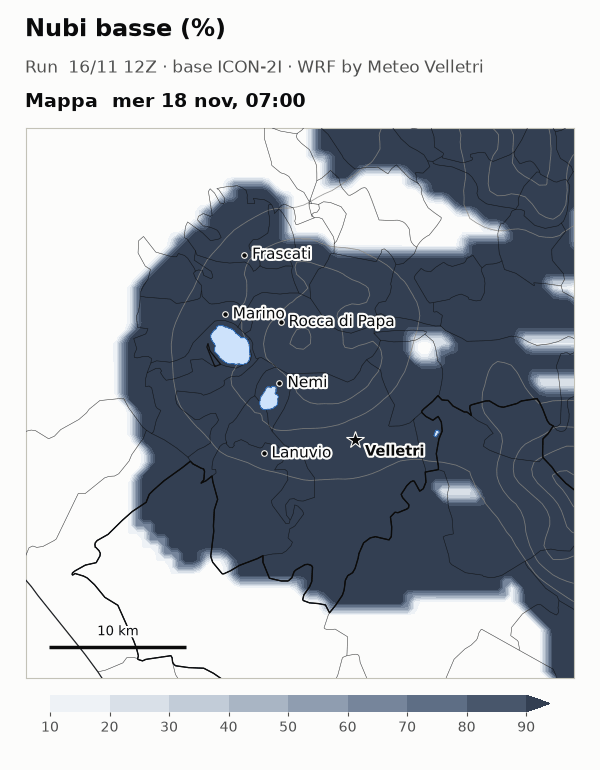 Nubi basse (%)
Run  16/11 12Z · base ICON-2I · WRF by Meteo Velletri
Mappa  mer 18 nov, 07:00
Frascati
Marino
Rocca di Papa
Nemi
Velletri
Lanuvio
10 km
10 20 30 40 50 60 70 80 90